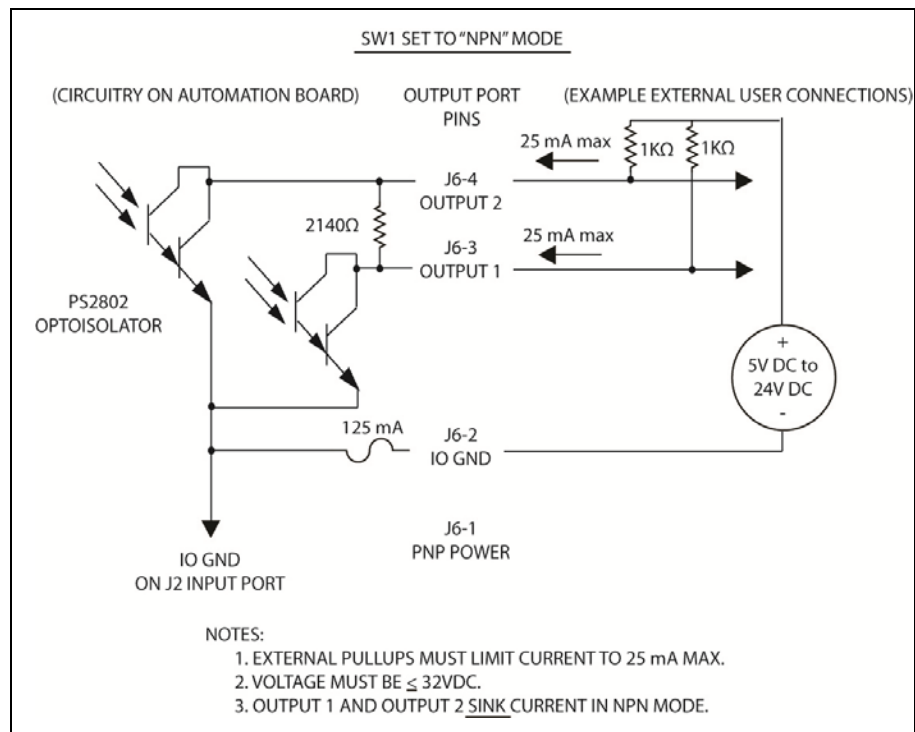 SW1 SET TO "NPN" MODE
(CIRCUITRY ON AUTOMATION BOARD)
OUTPUT PORT
PINS
(EXAMPLE EXTERNAL USER CONNECTIONS)
25 mA max
1KΩ
1KΩ
J6-4
OUTPUT 2
2140Ω
J6-3
OUTPUT 1
25 mA max
PS2802
OPTOISOLATOR
+
5V DC to
24V DC
-
125 mA
J6-2
IO GND
J6-1
PNP POWER
IO GND
ON J2 INPUT PORT
NOTES:
1. EXTERNAL PULLUPS MUST LIMIT CURRENT TO 25 mA MAX.
2. VOLTAGE MUST BE ≤ 32VDC.
3. OUTPUT 1 AND OUTPUT 2 SINK CURRENT IN NPN MODE.